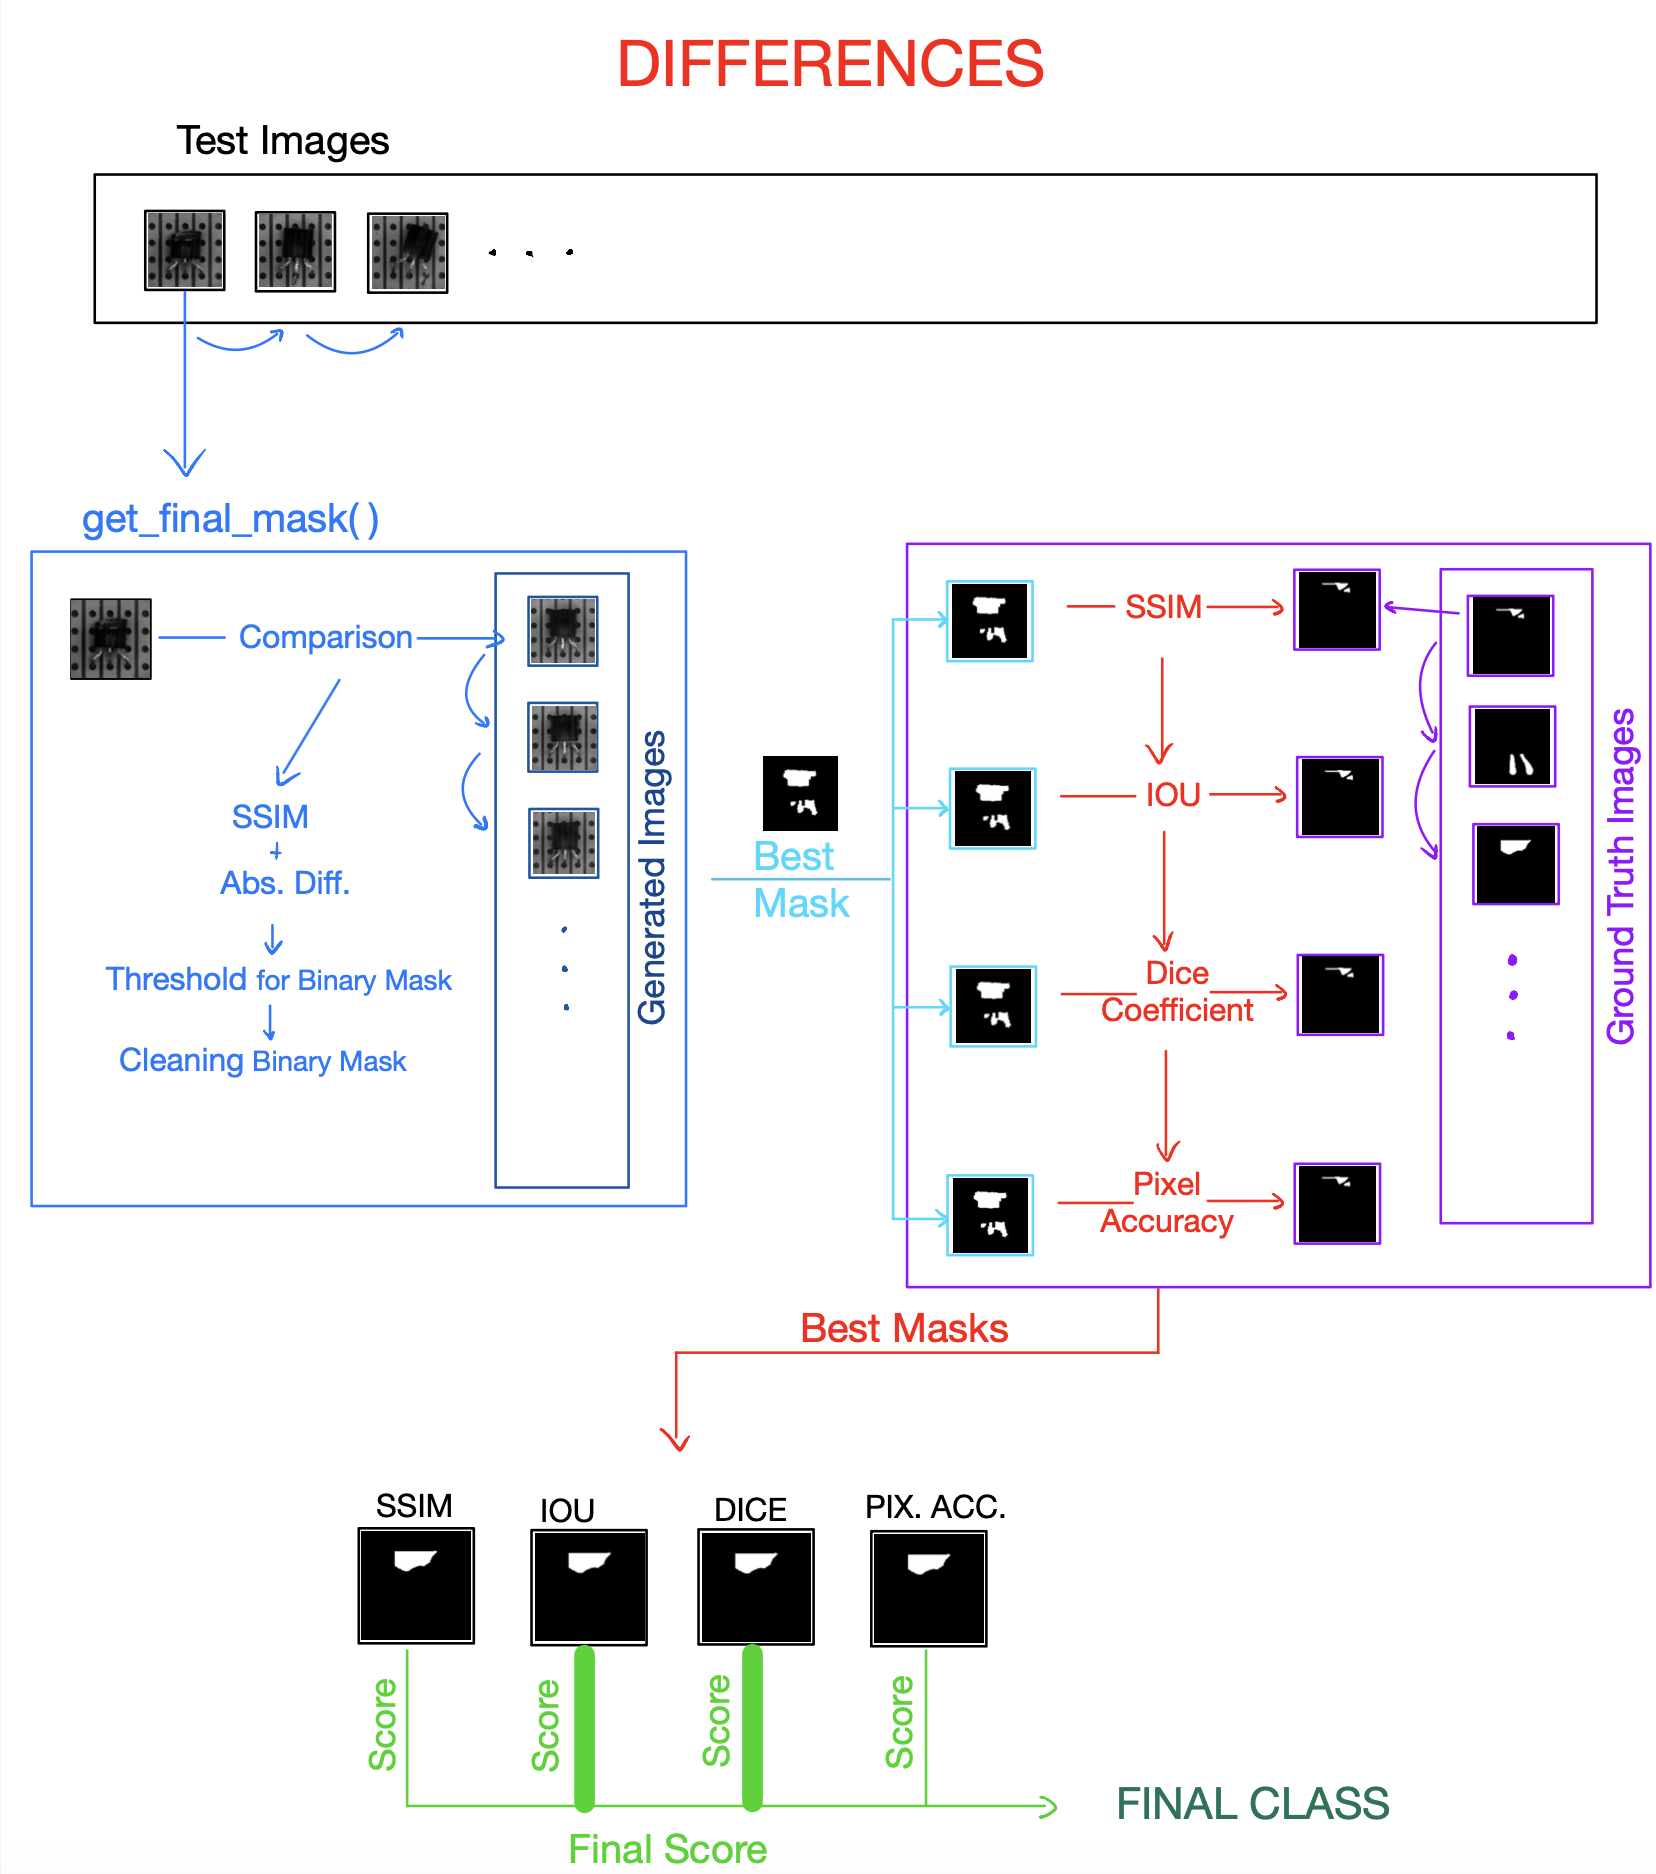 DIFFERENCES
Test Images
get_final_mask()
Comparison
SSIM
+
Abs. Diff.
Threshold for Binary Mask
Cleaning Binary Mask
Generated Images
Best
Mask
SSIM
IOU
Dice
Coefficient
Pixel
Accuracy
Ground Truth Images
Best Masks
SSIM
IOU
DICE
PIX. ACC.
Score
Score
Score
Score
Final Score
FINAL CLASS